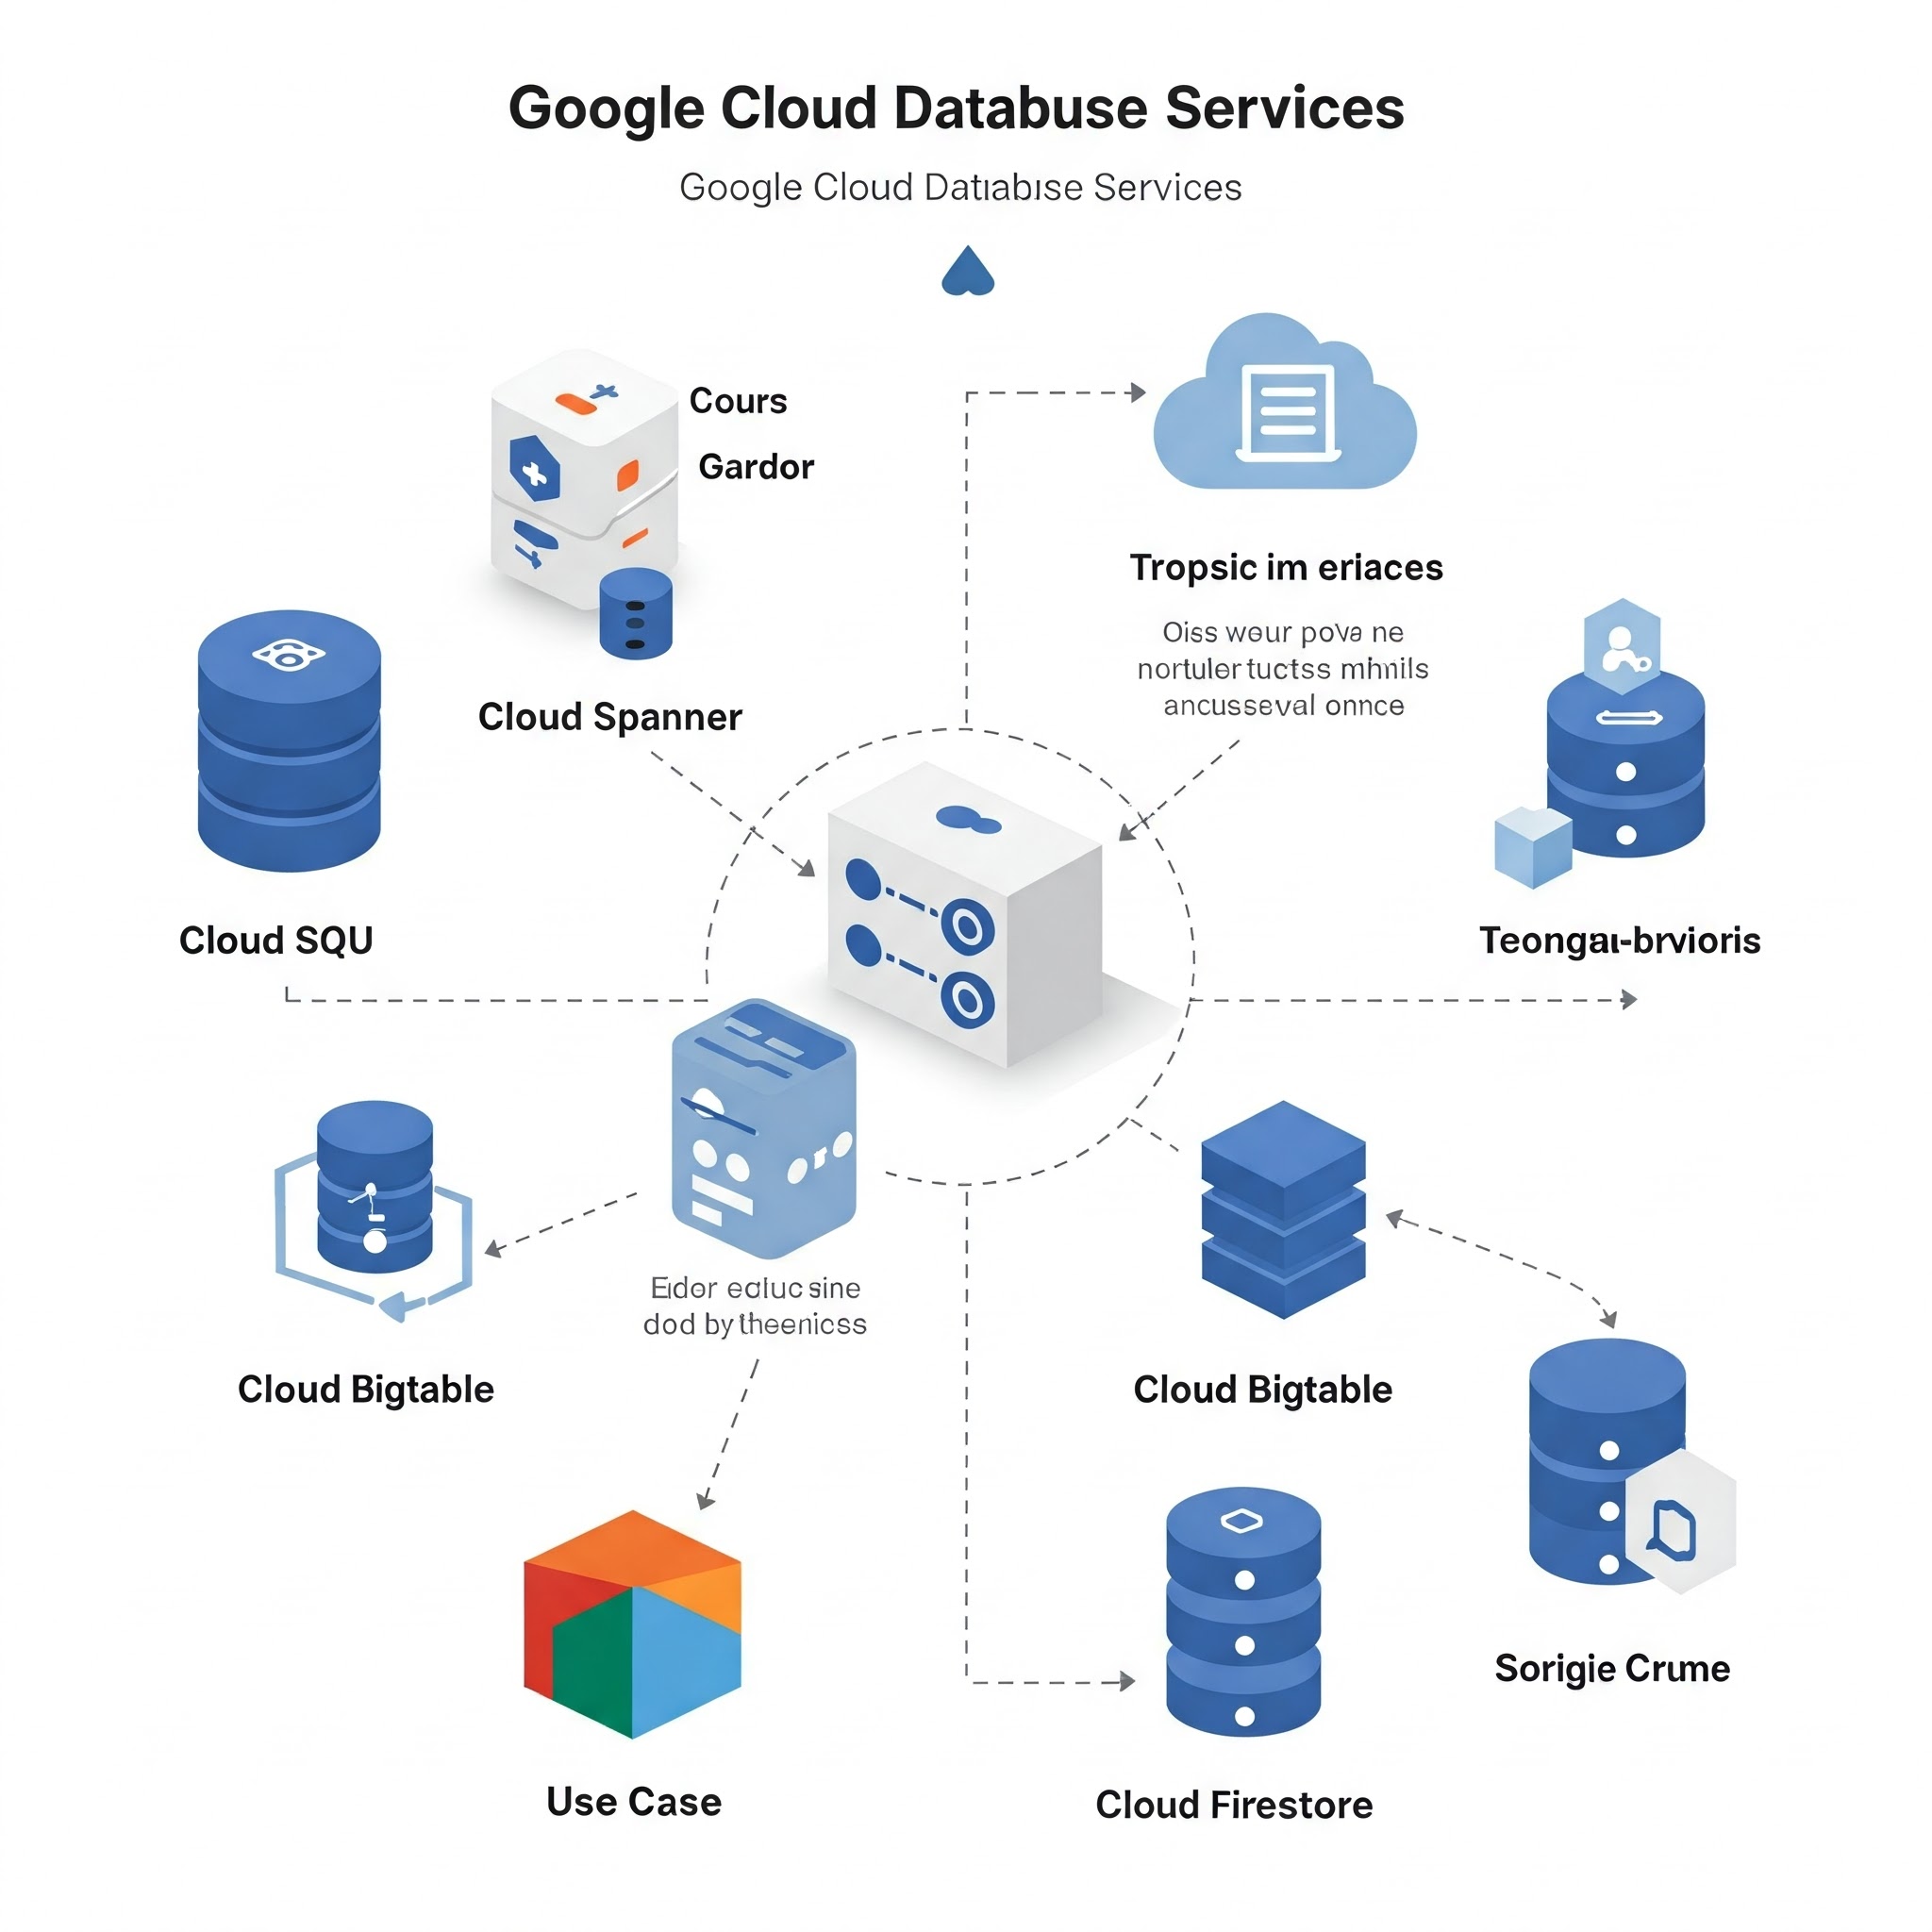 Google Cloud Databuse Services
Google Cloud Datıabıse Services
Cours
Gardor
Cloud Spanner
Tropsic im eriaces
Oiss weur pova ne
nortuler tuctss mhnils
ancusseval onnce
Cloud SQU
Teongaı-brvioris
Eidor edluc sine
dod by theenicss
Cloud Bigtable
Cloud Bigtable
Sorigie Crume
Use Case
Cloud Firestore